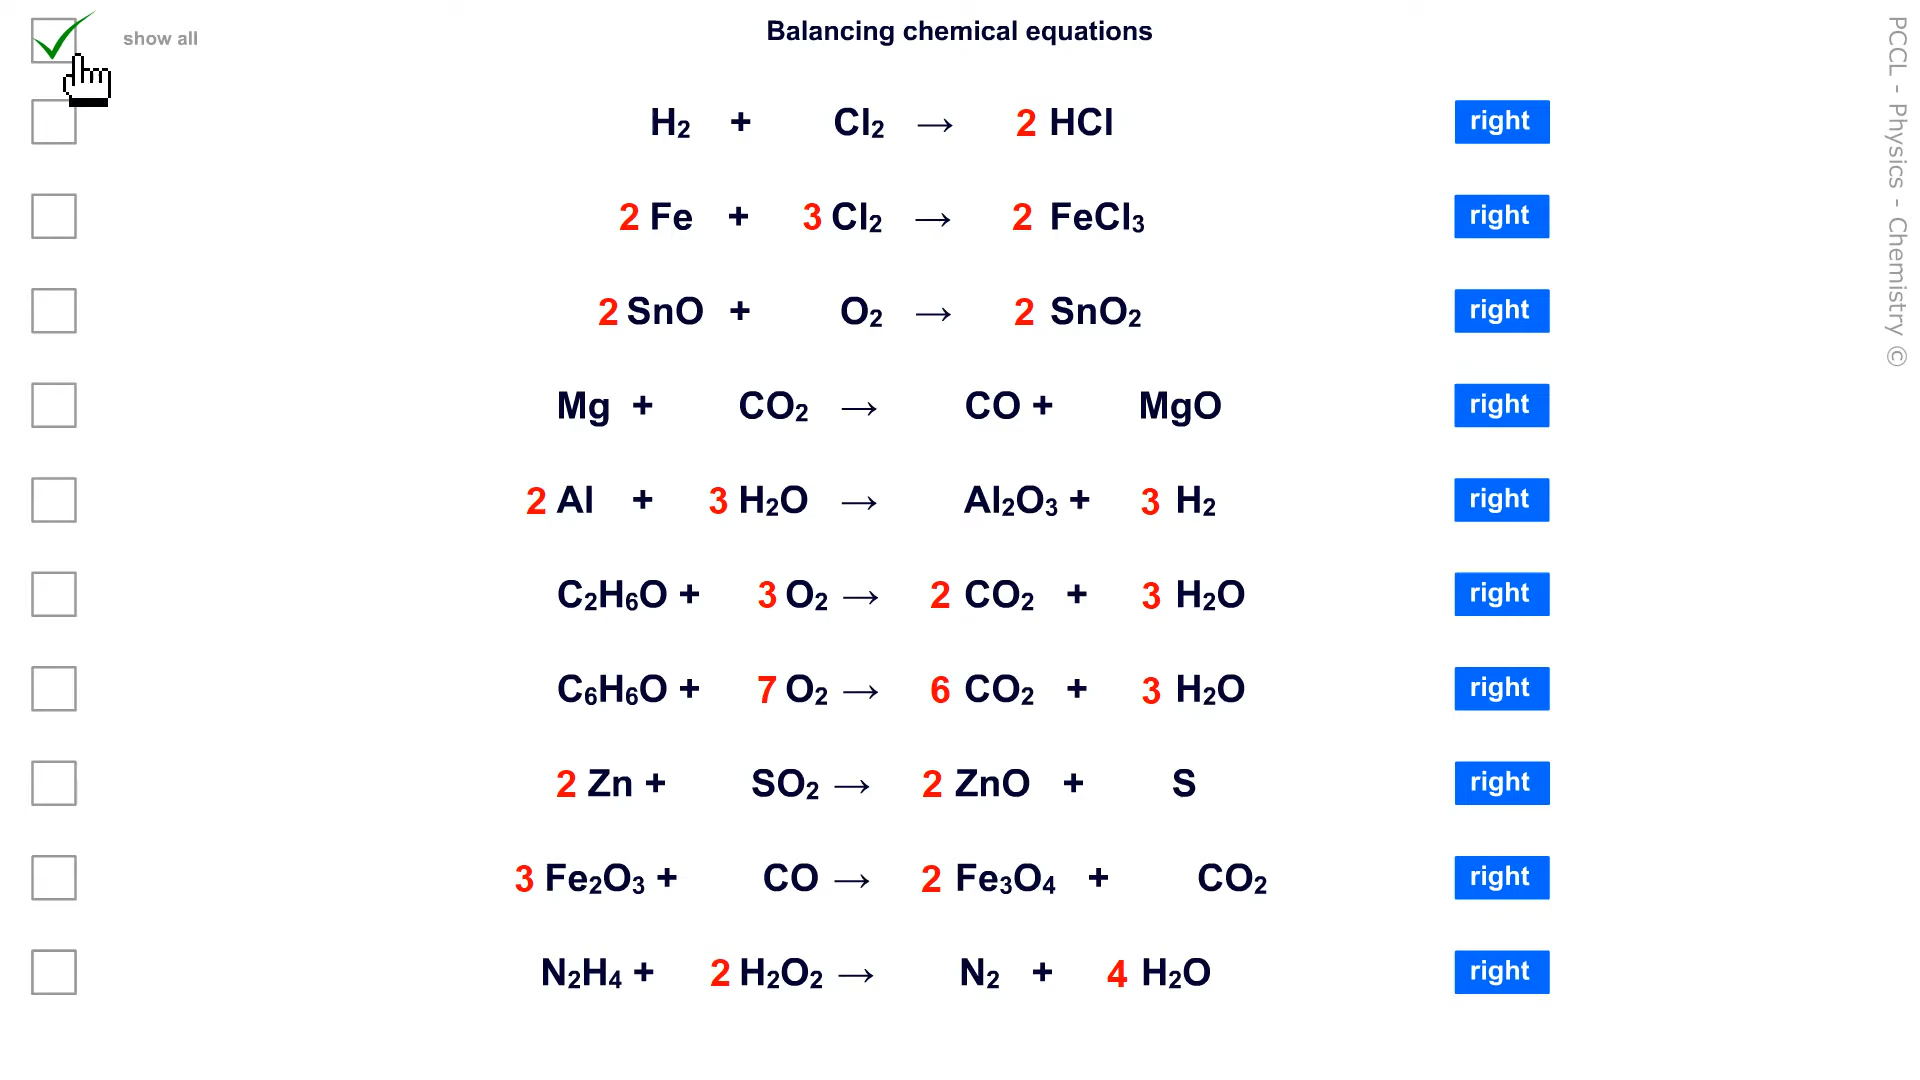 show all
Balancing chemical equations
H₂ + Cl₂ → 2 HCl right
2 Fe + 3 Cl₂ → 2 FeCl₃ right
2 SnO + O₂ → 2 SnO₂ right
Mg + CO₂ → CO + MgO right
2 Al + 3 H₂O → Al₂O₃ + 3 H₂ right
C₂H₆O + 3 O₂ → 2 CO₂ + 3 H₂O right
C₆H₆O + 7 O₂ → 6 CO₂ + 3 H₂O right
2 Zn + SO₂ → 2 ZnO + S right
3 Fe₂O₃ + CO → 2 Fe₃O₄ + CO₂ right
N₂H₄ + 2 H₂O₂ → N₂ + 4 H₂O right
PCCL - Physics - Chemistry ©